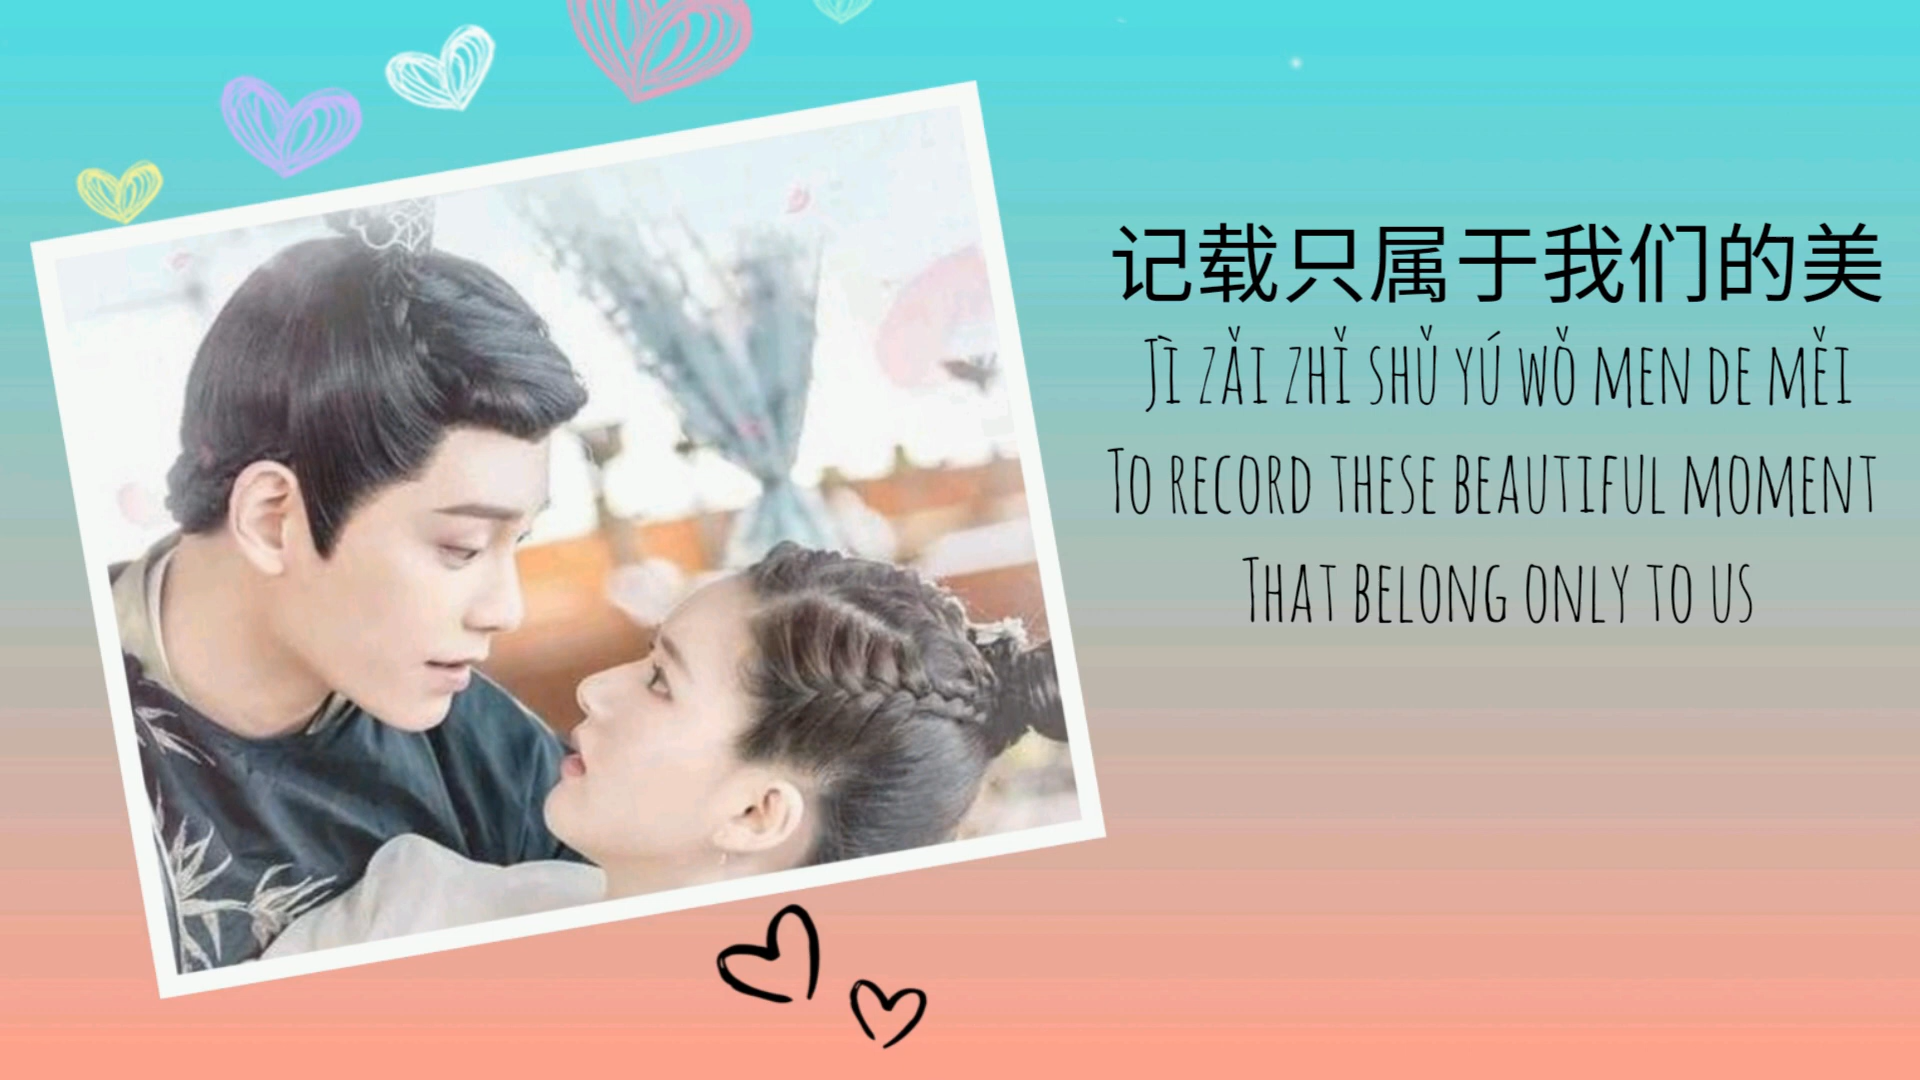 记载只属于我们的美
Jì zǎi zhǐ shǔ yú wǒ men de měi
To record these beautiful moment
That belong only to us